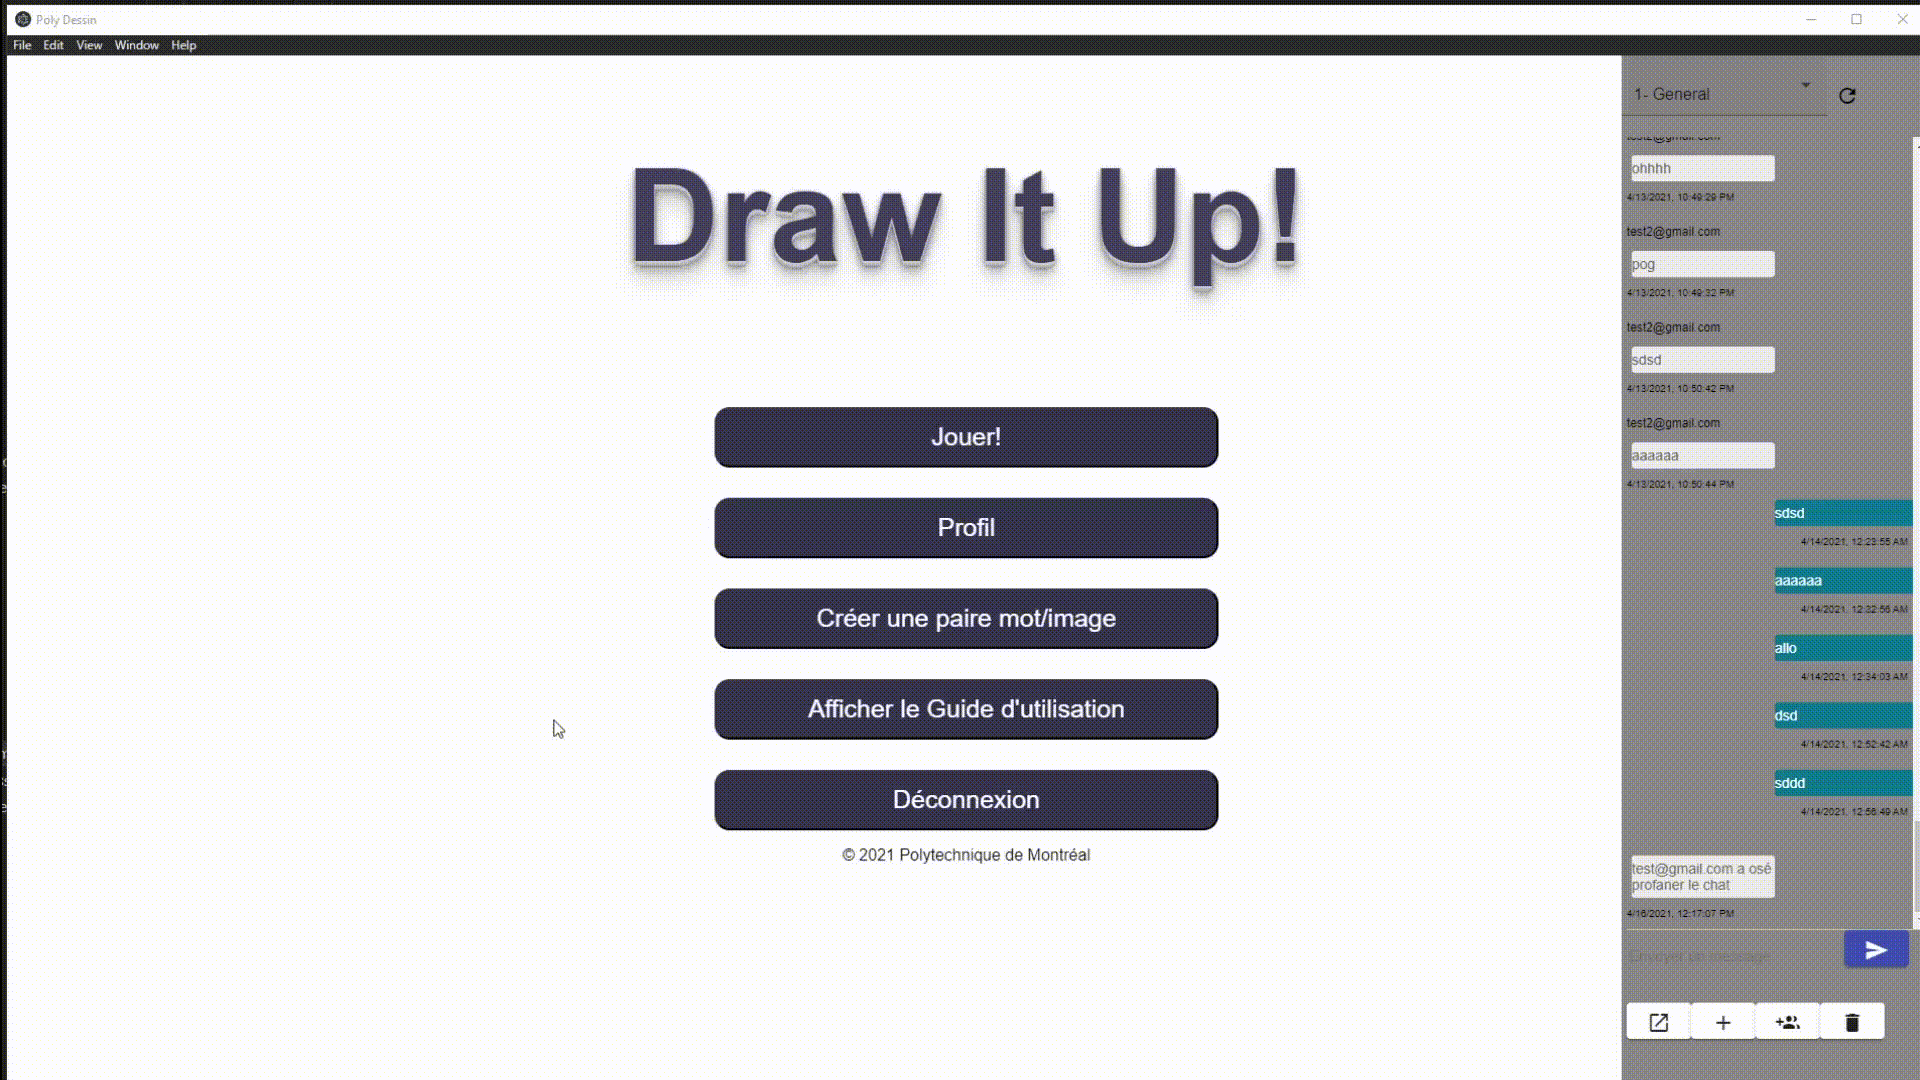 Poly Dessin
File Edit View Window Help
Draw It Up!
Jouer!
Profil
Créer une paire mot/image
Afficher le Guide d'utilisation
Déconnexion
© 2021 Polytechnique de Montréal
1- General
test2@gmail.com
ohhhh
4/13/2021, 10:49:29 PM
test2@gmail.com
pog
4/13/2021, 10:49:32 PM
test2@gmail.com
sdsd
4/13/2021, 10:50:42 PM
test2@gmail.com
aaaaaa
4/13/2021, 10:50:44 PM
sdsd
4/14/2021, 12:23:55 AM
aaaaaa
4/14/2021, 12:32:56 AM
allo
4/14/2021, 12:34:03 AM
dsd
4/14/2021, 12:52:42 AM
sddd
4/14/2021, 12:56:49 AM
test@gmail.com a osé
profaner le chat
4/16/2021, 12:17:07 PM
Envoyer un message